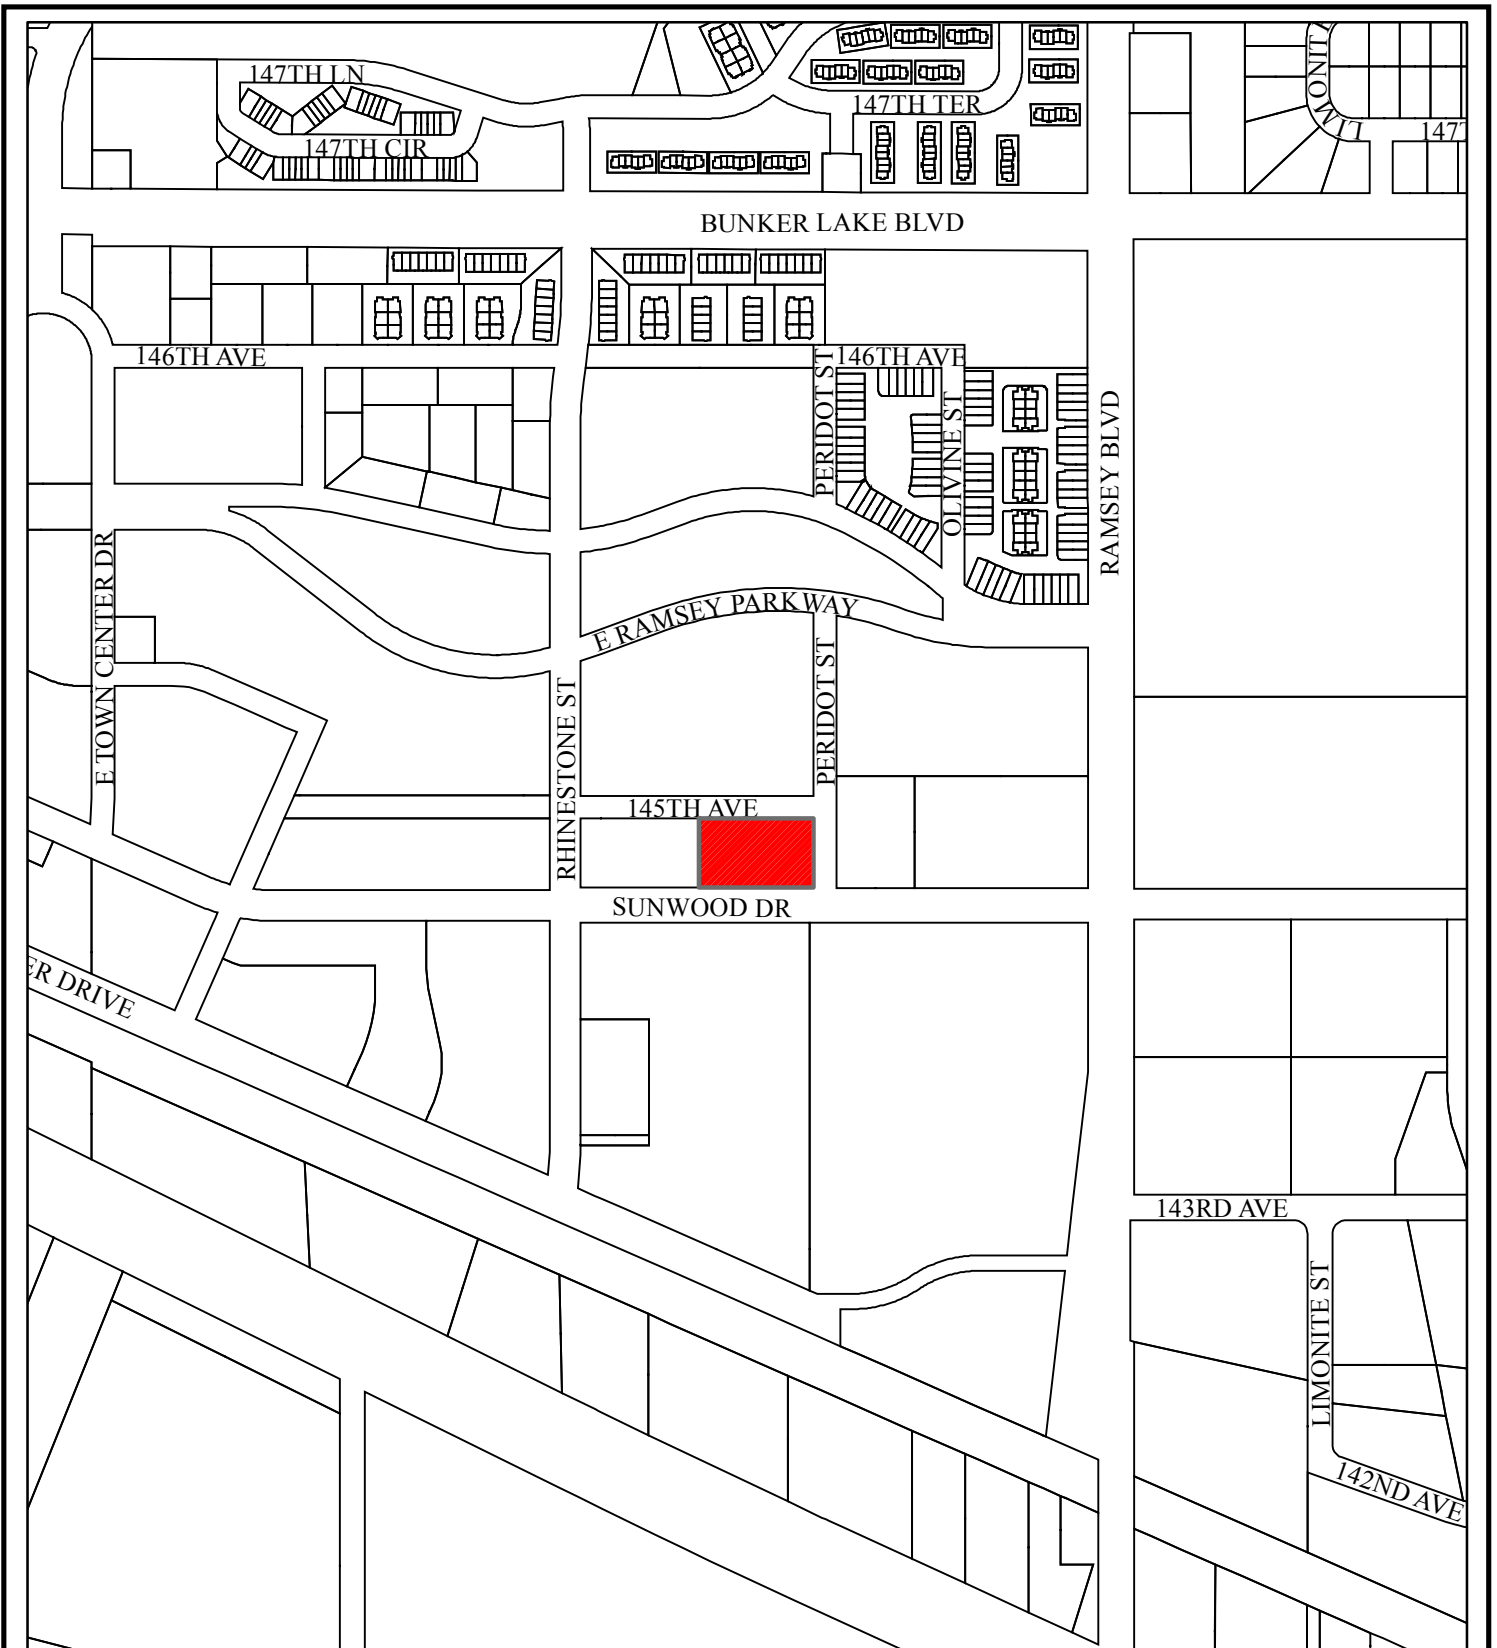 147TH LN
147TH TER
147TH CIR
BUNKER LAKE BLVD
146TH AVE
146TH AVE
PERIDOT ST
OLIVINE ST
RAMSEY BLVD
E TOWN CENTER DR
E RAMSEY PARKWAY
PERIDOT ST
RHINESTONE ST
145TH AVE
SUNWOOD DR
ER DRIVE
143RD AVE
LIMONITE ST
142ND AVE